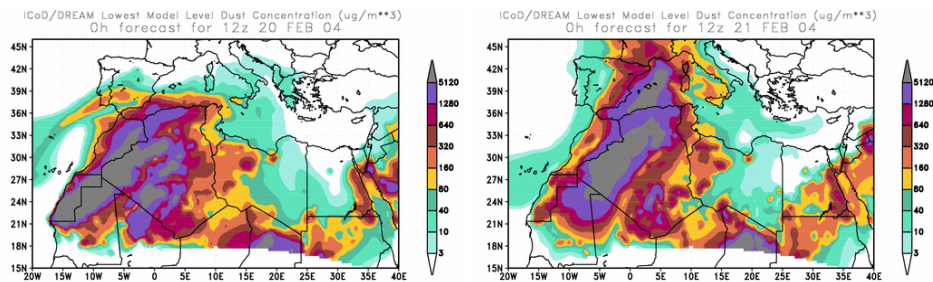 ICoD/DREAM Lowest Model Level Dust Concentration (ug/m**3)
0h forecast for 12z 20 FEB 04
45N
42N
39N
36N
33N
30N
27N
24N
21N
18N
15N
20W 15W 10W 5W 0 5E 10E 15E 20E 25E 30E 35E 40E
5120
1280
640
320
160
80
40
10
3
ICoD/DREAM Lowest Model Level Dust Concentration (ug/m**3)
0h forecast for 12z 21 FEB 04
45N
42N
39N
36N
33N
30N
27N
24N
21N
18N
15N
20W 15W 10W 5W 0 5E 10E 15E 20E 25E 30E 35E 40E
5120
1280
640
320
160
80
40
10
3